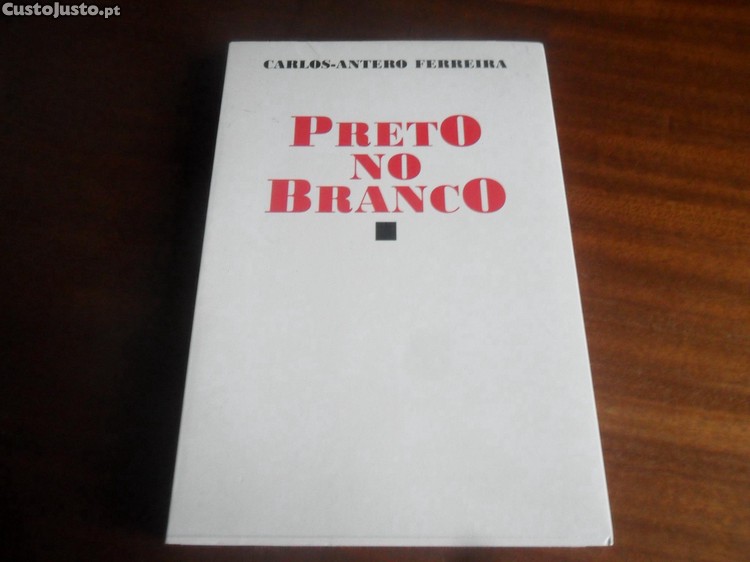 CustoJusto.pt
CARLOS-ANTERO FERREIRA
PRETO
NO
BRANCO